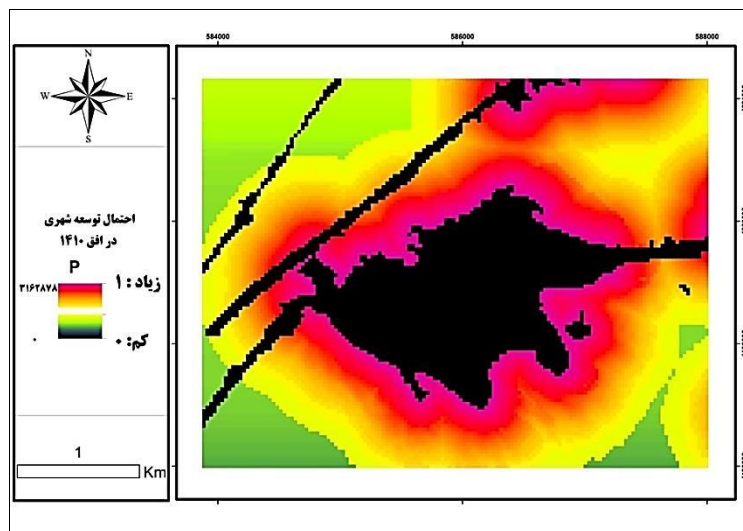 584000
586000
588000
N
W
E
S
احتمال توسعه شهری
در افق ۱۴۱۰
P
زیاد : ۱
۳۱۶۲۸۷۸
کم: ۰
۰
1
Km